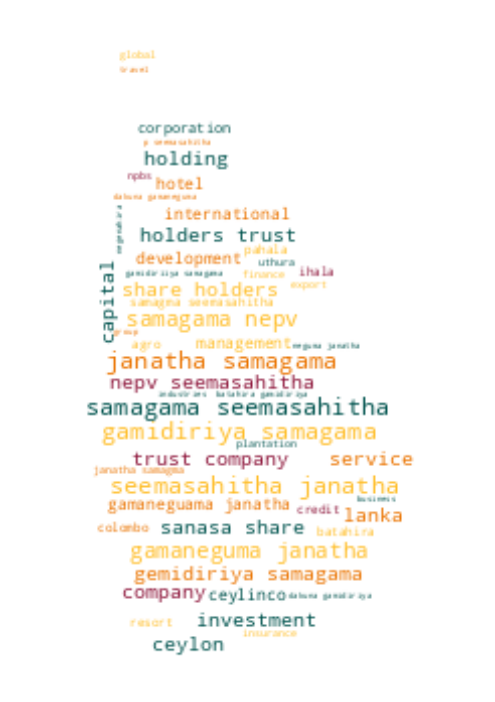 global
travel
corporation
p seemasahitha
holding
npbs
hotel
dakuna gamaneguma
international
holders trust
pahala
development
uthura
ihala
gamidiriya samagama
finance
export
capital
share holders
samagma seemasahitha
samagama nepv
group
agro
management
neguma janatha
janatha samagama
nepv seemasahitha
industries
batahira gamidiriya
samagama seemasahitha
gamidiriya samagama
plantation
trust company
service
janatha samagma
seemasahitha janatha
business
gamaneguama janatha
credit
lanka
colombo
sanasa share
batahira
gamaneguma janatha
gemidiriya samagama
company
ceylinco
dakuna gamidiriya
resort
investment
insurance
ceylon